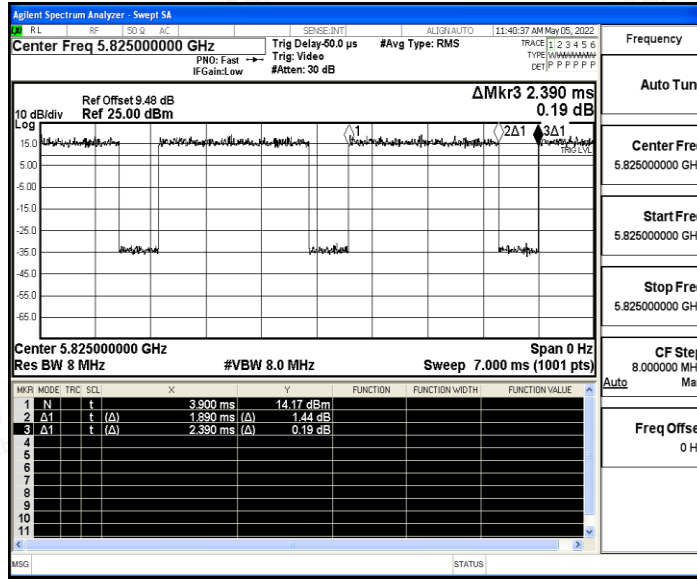 Agilent Spectrum Analyzer - Swept SA
LXI RL RF 50 Ω AC SENSE:INT ALIGNAUTO 11:40:37 AM May 05, 2022
Center Freq 5.825000000 GHz
PNO: Fast
IFGain:Low
Trig Delay-50.0 µs
Trig: Video
#Atten: 30 dB
#Avg Type: RMS
TRACE 1 2 3 4 5 6
TYPE WWWWWW
DET P P P P P P
ΔMkr3 2.390 ms
0.19 dB
Ref Offset 9.48 dB
10 dB/div Ref 25.00 dBm
Log
15.0
5.00
-5.00
-15.0
-25.0
-35.0
-45.0
-55.0
-65.0
1
2Δ1
3Δ1
TRIG LVL
Center 5.825000000 GHz Span 0 Hz
Res BW 8 MHz #VBW 8.0 MHz Sweep 7.000 ms (1001 pts)
MKR MODE TRC SCL X Y FUNCTION FUNCTION WIDTH FUNCTION VALUE
1 N t 3.900 ms 14.17 dBm
2 Δ1 t (Δ) 1.890 ms (Δ) 1.44 dB
3 Δ1 t (Δ) 2.390 ms (Δ) 0.19 dB
4
5
6
7
8
9
10
11
MSG STATUS
Frequency
Auto Tun
Center Fre
5.825000000 GH
Start Fre
5.825000000 GH
Stop Fre
5.825000000 GH
CF Step
8.000000 MH
Auto Ma
Freq Offse
0 H